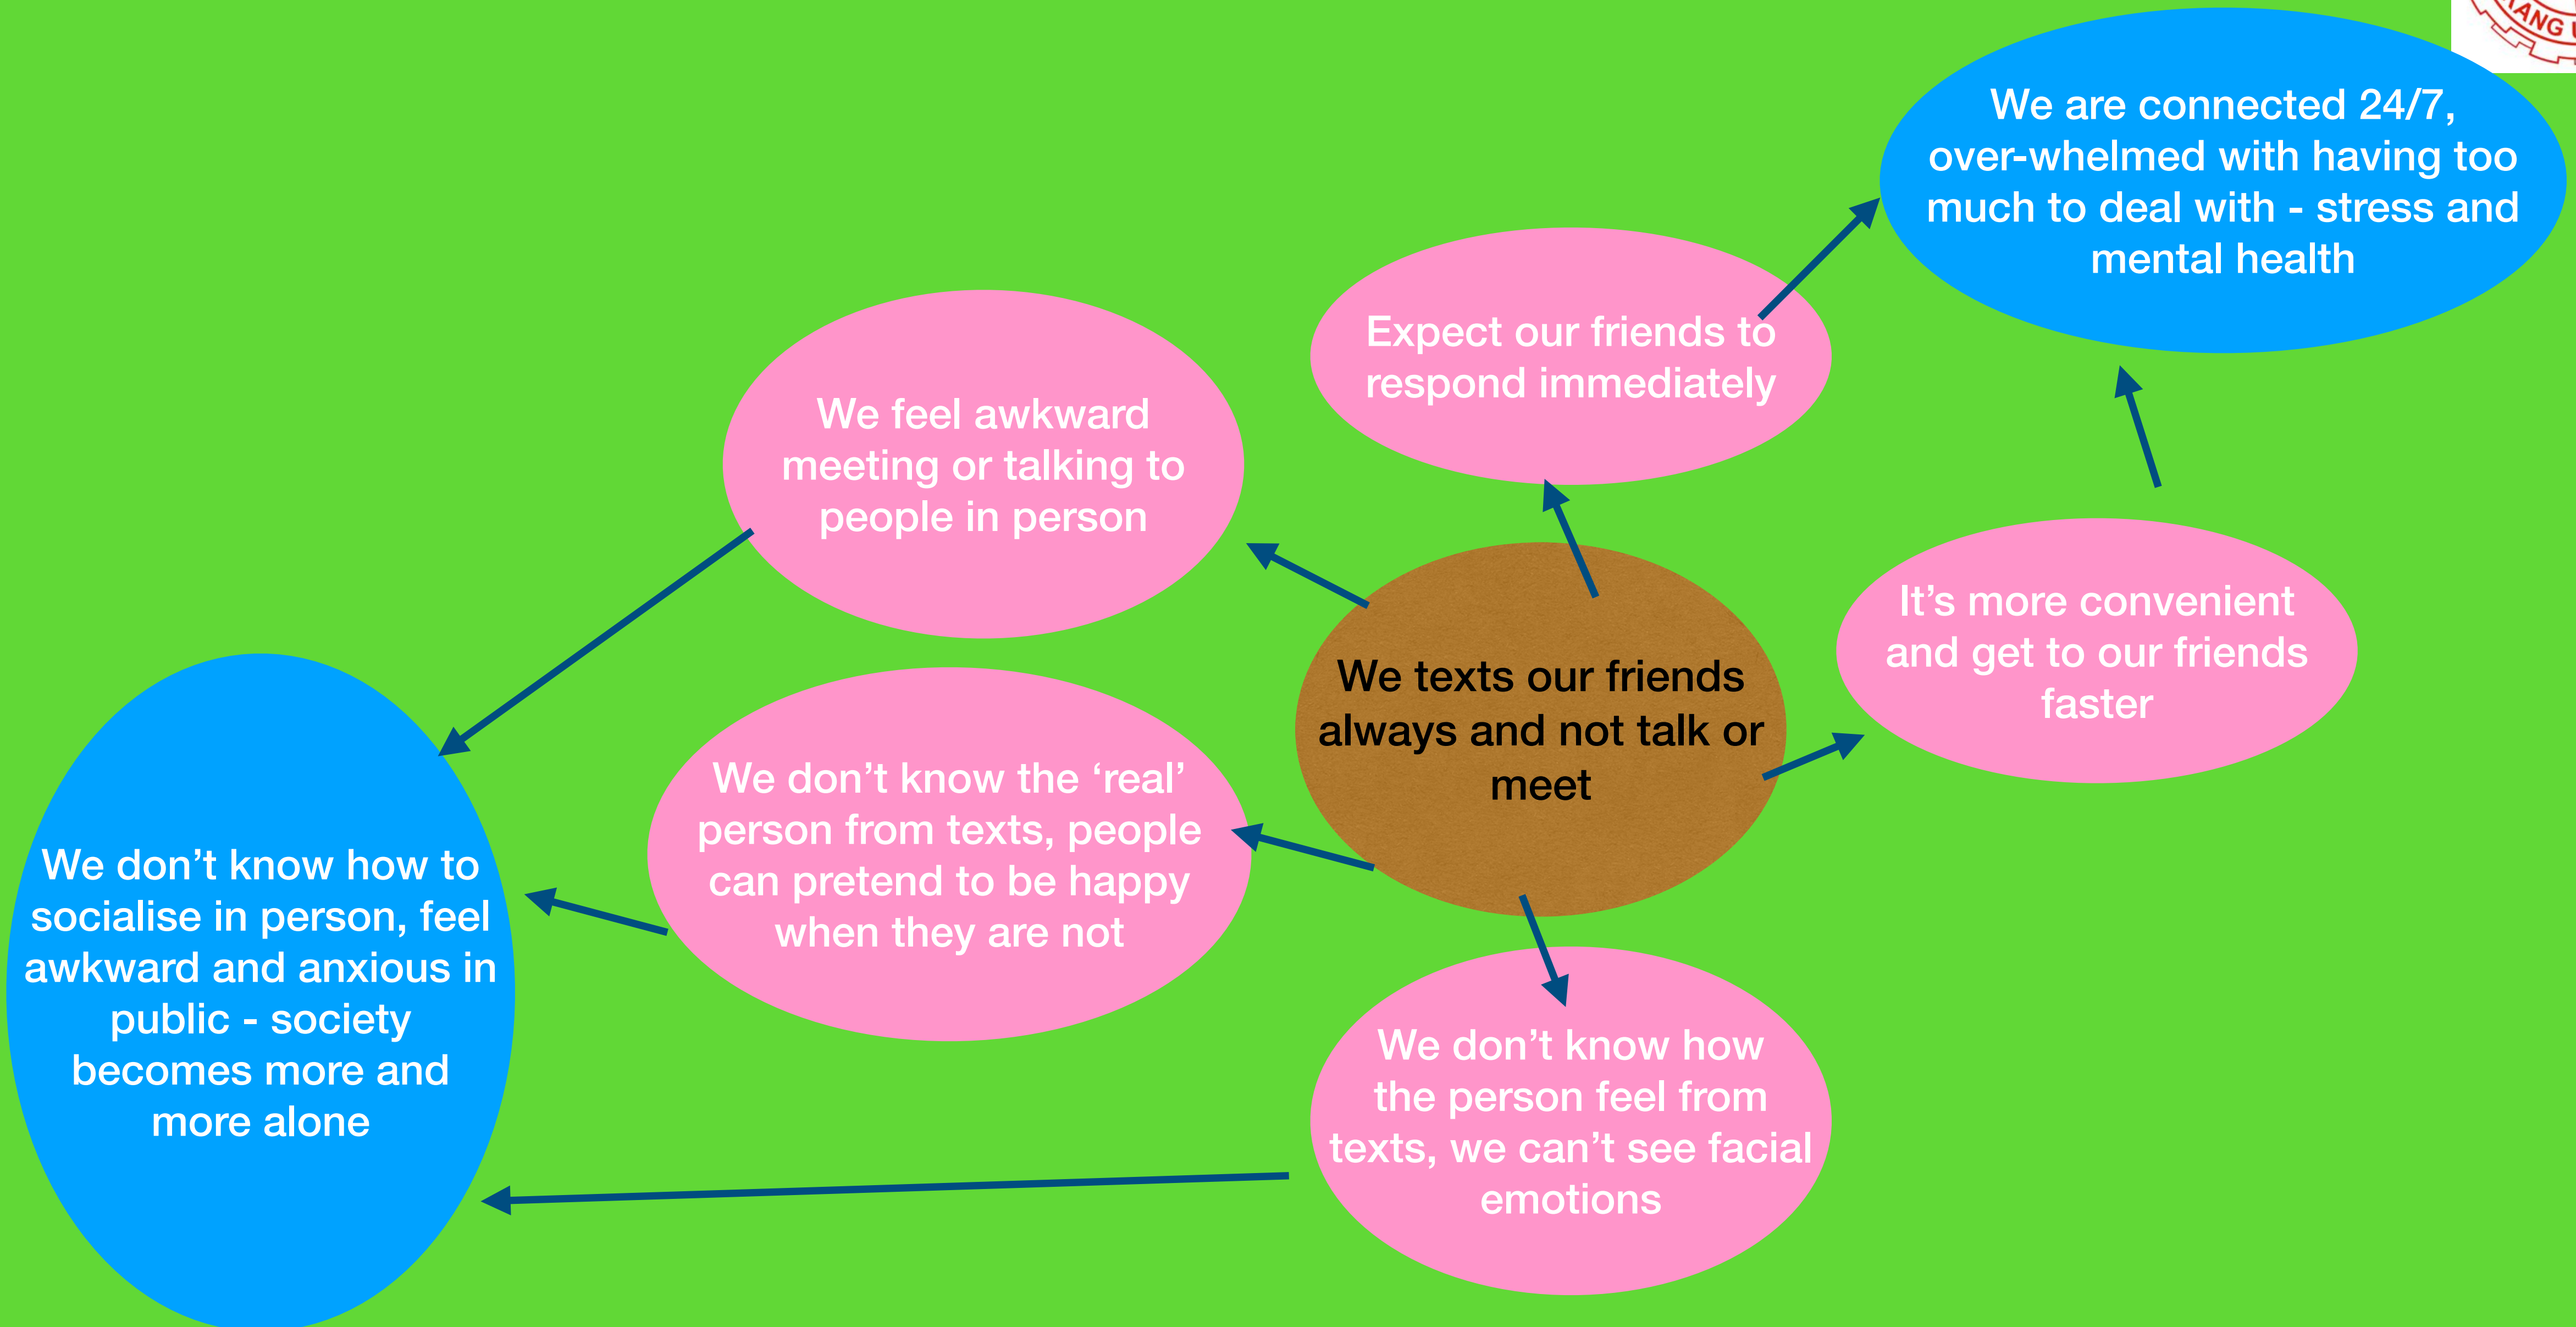 ANG
We are connected 24/7,
over-whelmed with having too
much to deal with - stress and
mental health
Expect our friends to
respond immediately
We feel awkward
meeting or talking to
people in person
It’s more convenient
and get to our friends
faster
We texts our friends
always and not talk or
meet
We don’t know the ‘real’
person from texts, people
can pretend to be happy
when they are not
We don’t know how to
socialise in person, feel
awkward and anxious in
public - society
becomes more and
more alone
We don’t know how
the person feel from
texts, we can’t see facial
emotions